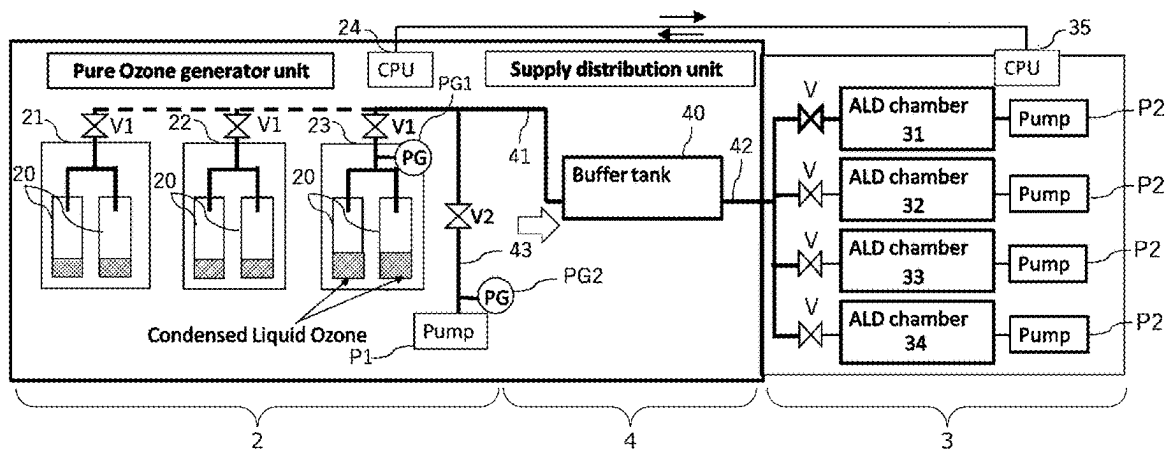 24
35
Pure Ozone generator unit
CPU
Supply distribution unit
CPU
PG1
21
V1
22
V1
23
V1
PG
41
40
42
Buffer tank
V
ALD chamber
31
Pump
P2
V
ALD chamber
32
Pump
P2
V
ALD chamber
33
Pump
P2
V
ALD chamber
34
Pump
P2
20
20
20
V2
43
PG
PG2
Condensed Liquid Ozone
Pump
P1
2
4
3